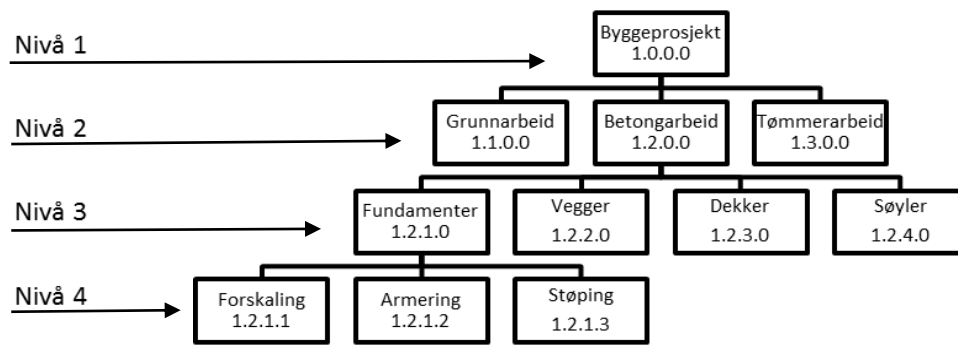 Nivå 1
Byggeprosjekt
1.0.0.0
Nivå 2
Grunnarbeid
1.1.0.0
Betongarbeid
1.2.0.0
Tømmerarbeid
1.3.0.0
Nivå 3
Fundamenter
1.2.1.0
Vegger
1.2.2.0
Dekker
1.2.3.0
Søyler
1.2.4.0
Nivå 4
Forskaling
1.2.1.1
Armering
1.2.1.2
Støping
1.2.1.3